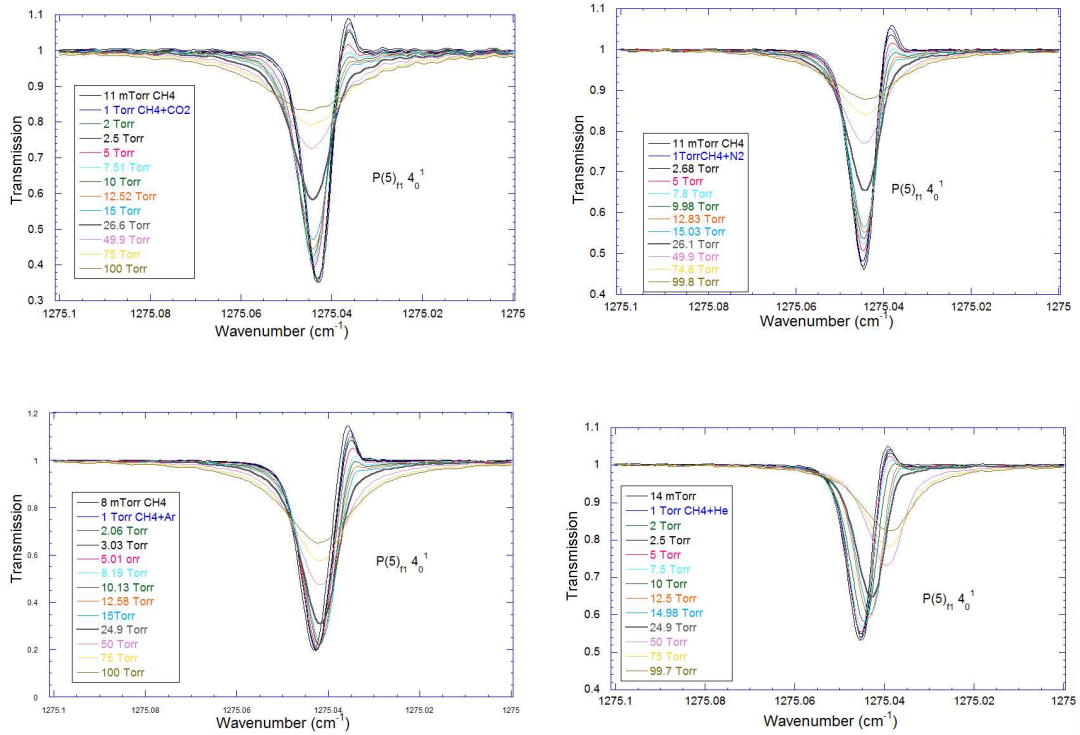 1.1
1
0.9
0.8
0.7
0.6
0.5
0.4
0.3
Transmission
11 mTorr CH4
1 Torr CH4+CO2
2 Torr
2.5 Torr
5 Torr
7.51 Torr
10 Torr
12.52 Torr
15 Torr
26.6 Torr
49.9 Torr
75 Torr
100 Torr
P(5)f1 4₀¹
1275.1
1275.08
1275.06
1275.04
1275.02
1275
Wavenumber (cm⁻¹)
1.1
1
0.9
0.8
0.7
0.6
0.5
0.4
Transmission
11 mTorr CH4
1TorrCH4+N2
2.68 Torr
5 Torr
7.8 Torr
9.98 Torr
12.83 Torr
15.03 Torr
26.1 Torr
49.9 Torr
74.8 Torr
99.8 Torr
P(5)f1 4₀¹
1275.1
1275.08
1275.06
1275.04
1275.02
1275
Wavenumber (cm⁻¹)
1.2
1
0.8
0.6
0.4
0.2
0
Transmission
8 mTorr CH4
1 Torr CH4+Ar
2.06 Torr
3.03 Torr
5.01 orr
8.19 Torr
10.13 Torr
12.58 Torr
15Torr
24.9 Torr
50 Torr
75 Torr
100 Torr
P(5)f1 4₀¹
1275.1
1275.08
1275.06
1275.04
1275.02
1275
Wavenumber (cm⁻¹)
1.1
1
0.9
0.8
0.7
0.6
0.5
0.4
Transmission
14 mTorr
1 Torr CH4+He
2 Torr
2.5 Torr
5 Torr
7.5 Torr
10 Torr
12.5 Torr
14.98 Torr
24.9 Torr
50 Torr
75 Torr
99.7 Torr
P(5)f1 4₀¹
1275.1
1275.08
1275.06
1275.04
1275.02
1275
Wavenumber (cm⁻¹)